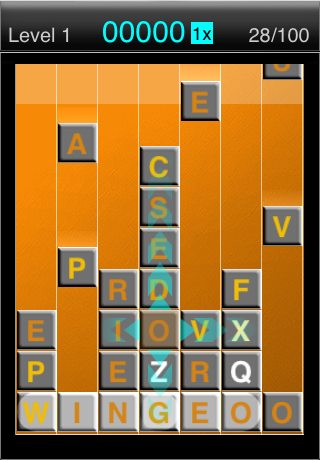 Level 1 00000 1x 28/100
E
A
C
S
V
E
P
R D F
E I O V X
P E Z R Q
W I N G E O O